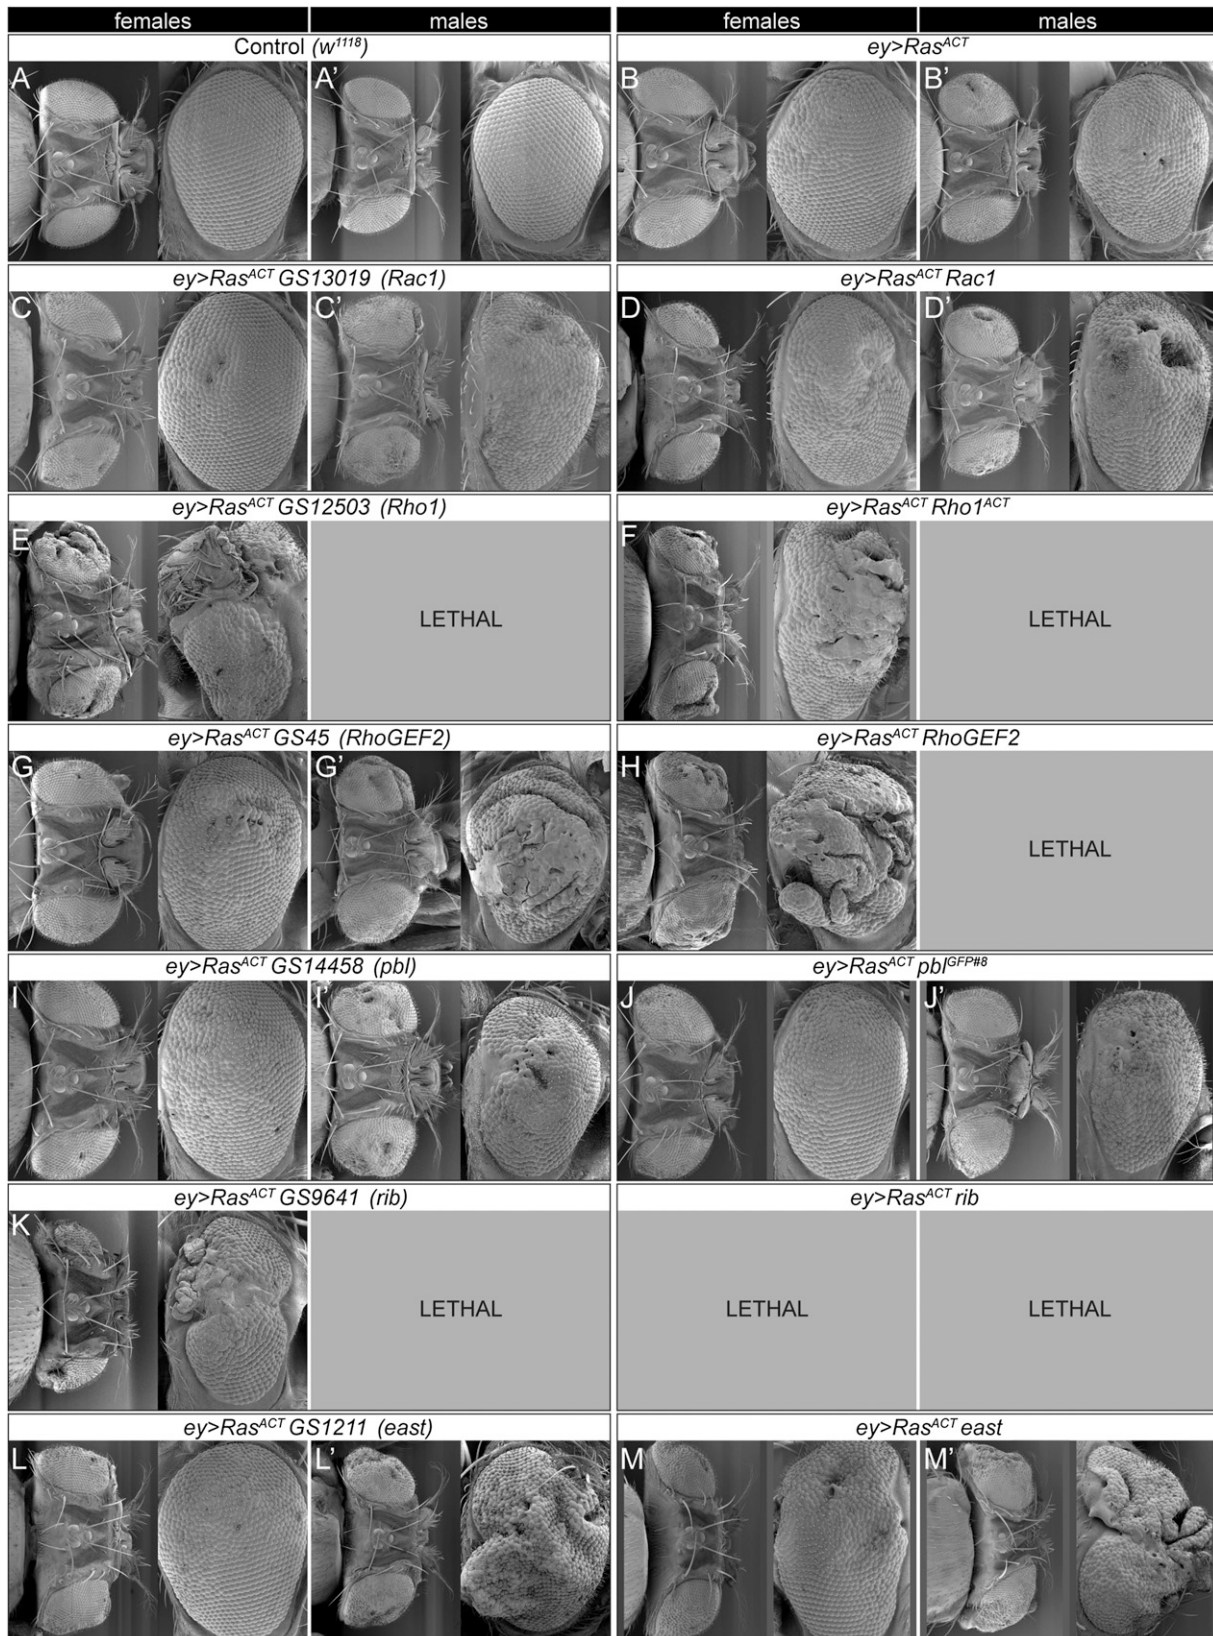 females males females males
Control (w¹¹¹⁸) ey>Rasᴬᶜᵀ
A A' B B'
ey>Rasᴬᶜᵀ GS13019 (Rac1) ey>Rasᴬᶜᵀ Rac1
C C' D D'
ey>Rasᴬᶜᵀ GS12503 (Rho1) ey>Rasᴬᶜᵀ Rho1ᴬᶜᵀ
E LETHAL F LETHAL
ey>Rasᴬᶜᵀ GS45 (RhoGEF2) ey>Rasᴬᶜᵀ RhoGEF2
G G' H LETHAL
ey>Rasᴬᶜᵀ GS14458 (pbl) ey>Rasᴬᶜᵀ pbl^GFP#8
I I' J J'
ey>Rasᴬᶜᵀ GS9641 (rib) ey>Rasᴬᶜᵀ rib
K LETHAL LETHAL LETHAL
ey>Rasᴬᶜᵀ GS1211 (east) ey>Rasᴬᶜᵀ east
L L' M M'